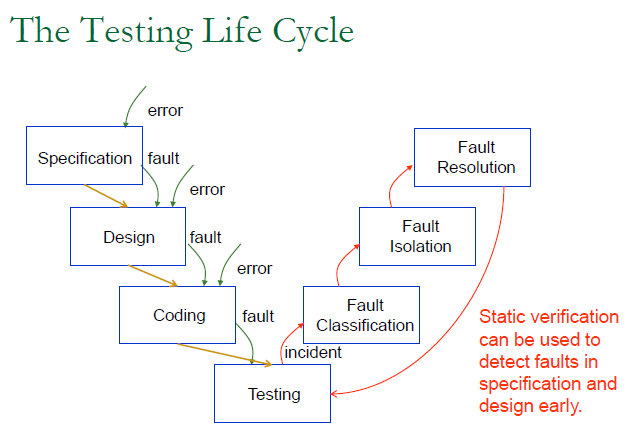 The Testing Life Cycle
error
Specification
fault
error
Design
fault
error
Coding
fault
incident
Testing
Fault
Classification
Fault
Isolation
Fault
Resolution
Static verification
can be used to
detect faults in
specification and
design early.